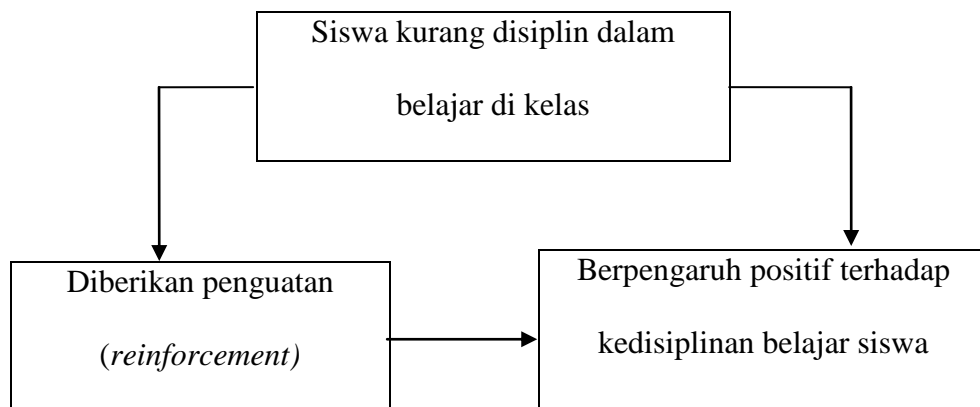 Siswa kurang disiplin dalam
belajar di kelas
Diberikan penguatan
(reinforcement)
Berpengaruh positif terhadap
kedisiplinan belajar siswa